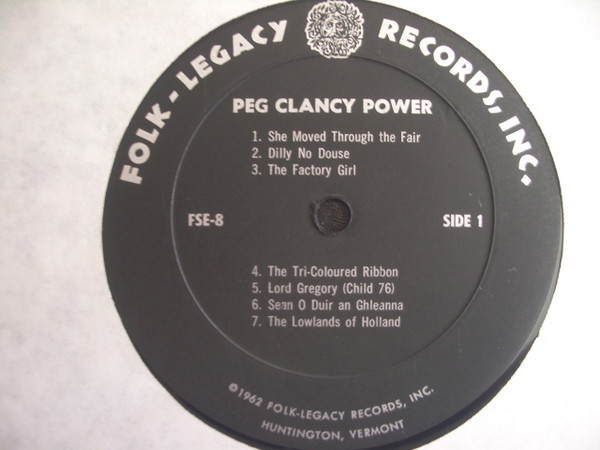 FOLK-LEGACY RECORDS, INC.
PEG CLANCY POWER
1. She Moved Through the Fair
2. Dilly No Douse
3. The Factory Girl
FSE-8
SIDE 1
4. The Tri-Coloured Ribbon
5. Lord Gregory (Child 76)
6. Sean O Duir an Ghleanna
7. The Lowlands of Holland
©1962 FOLK-LEGACY RECORDS, INC.
HUNTINGTON, VERMONT